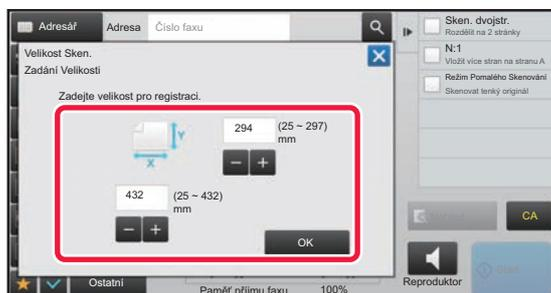 Adresář
Adresa
Číslo faxu
Velikost Sken.
Zadání Velikosti
Zadejte velikost pro registraci.
Y
X
294
(25 ~ 297)
mm
432
(25 ~ 432)
mm
OK
Ostatní
Paměť příjmu faxu 100%
Sken. dvojstr.
Rozdělit na 2 stránky
N:1
Vložit více stran na stranu A
Režim Pomalého Skenování
Skenovat tenký originál
CA
Reproduktor
Start